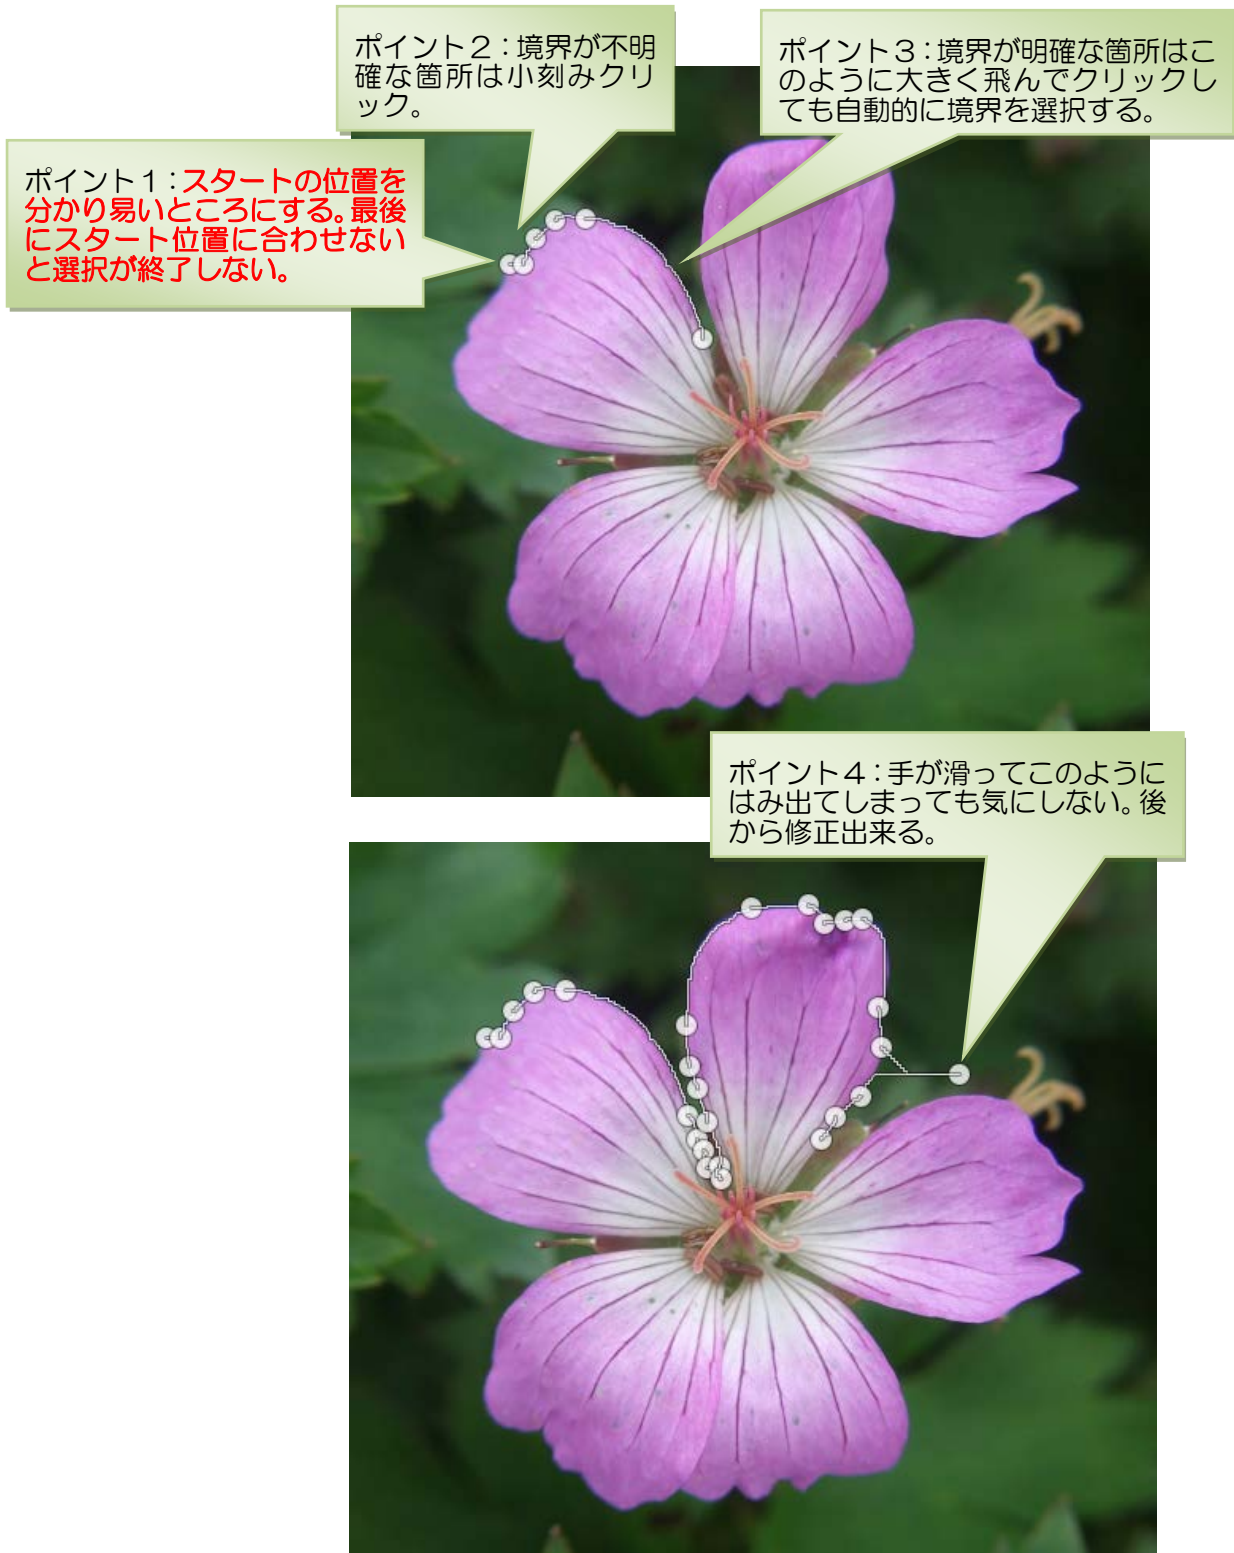 ポイント２：境界が不明
確な箇所は小刻みクリ
ック。
ポイント３：境界が明確な箇所はこ
のように大きく飛んでクリックし
ても自動的に境界を選択する。
ポイント１：スタートの位置を
分かり易いところにする。最後
にスタート位置に合わせない
と選択が終了しない。
ポイント４：手が滑ってこのように
はみ出てしまっても気にしない。後
から修正出来る。